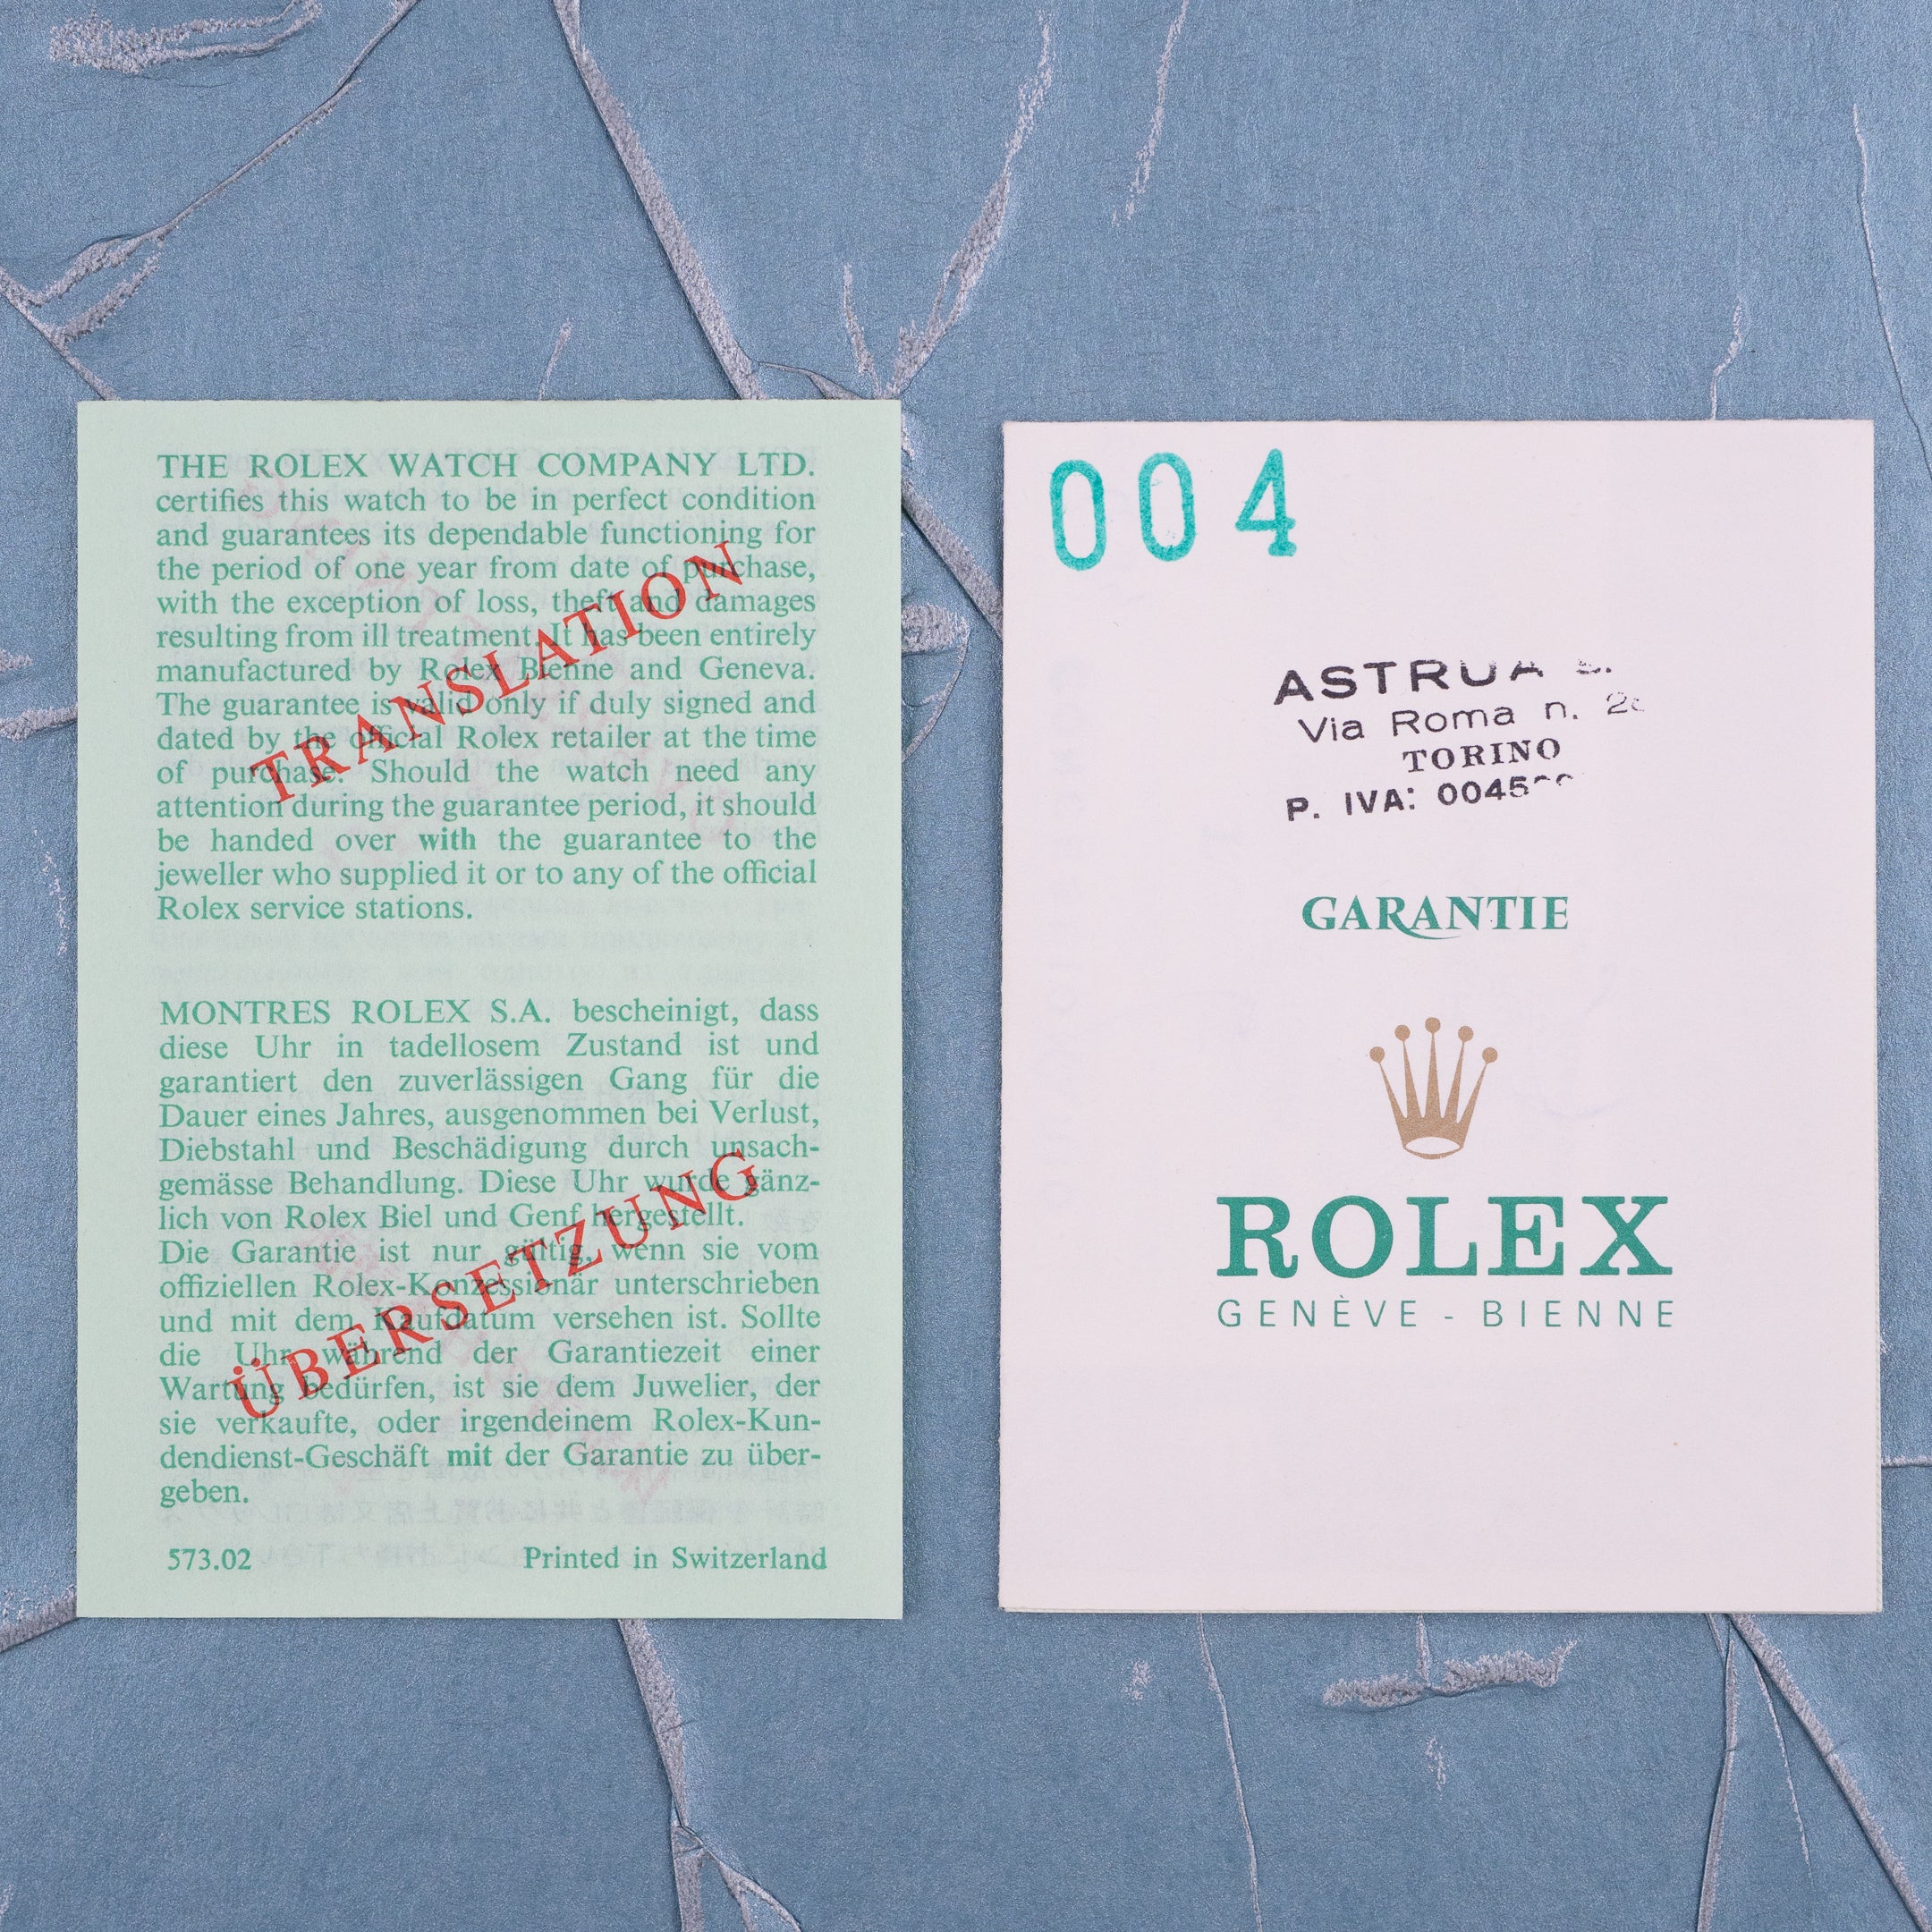 THE ROLEX WATCH COMPANY LTD.
certifies this watch to be in perfect condition
and guarantees its dependable functioning for
the period of one year from date of purchase,
with the exception of loss, theft and damages
resulting from ill treatment. It has been entirely
manufactured by Rolex Bienne and Geneva.
The guarantee is valid only if duly signed and
dated by the official Rolex retailer at the time
of purchase. Should the watch need any
attention during the guarantee period, it should
be handed over with the guarantee to the
jeweller who supplied it or to any of the official
Rolex service stations.
TRANSLATION
MONTRES ROLEX S.A. bescheinigt, dass
diese Uhr in tadellosem Zustand ist und
garantiert den zuverlässigen Gang für die
Dauer eines Jahres, ausgenommen bei Verlust,
Diebstahl und Beschädigung durch unsach-
gemässe Behandlung. Diese Uhr wurde gänz-
lich von Rolex Biel und Genf hergestellt.
Die Garantie ist nur gültig, wenn sie vom
offiziellen Rolex-Konzessionär unterschrieben
und mit dem Kaufdatum versehen ist. Sollte
die Uhr während der Garantiezeit einer
Wartung bedürfen, ist sie dem Juwelier, der
sie verkaufte, oder irgendeinem Rolex-Kun-
dendienst-Geschäft mit der Garantie zu über-
geben.
ÜBERSETZUNG
573.02 Printed in Switzerland
004
ASTRUA
Via Roma n.
TORINO
P. IVA:
GARANTIE
ROLEX
GENÈVE - BIENNE